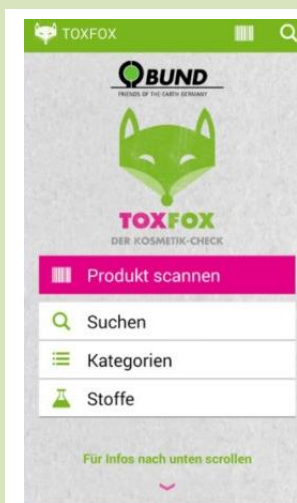 TOXFOX
BUND
FRIENDS OF THE EARTH GERMANY
TOXFOX
DER KOSMETIK-CHECK
Produkt scannen
Suchen
Kategorien
Stoffe
Für Infos nach unten scrollen